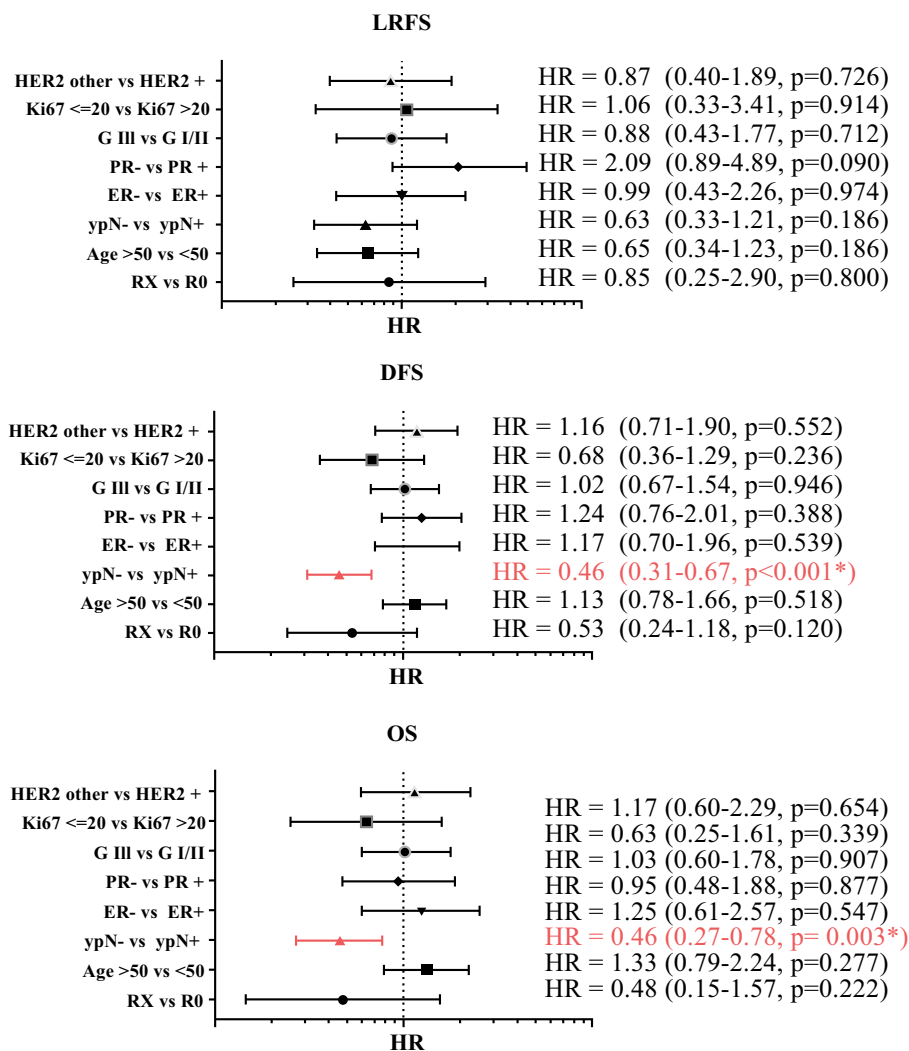 LRFS
HER2 other vs HER2 + HR = 0.87 (0.40-1.89, p=0.726)
Ki67 <=20 vs Ki67 >20 HR = 1.06 (0.33-3.41, p=0.914)
G III vs G I/II HR = 0.88 (0.43-1.77, p=0.712)
PR- vs PR + HR = 2.09 (0.89-4.89, p=0.090)
ER- vs ER+ HR = 0.99 (0.43-2.26, p=0.974)
ypN- vs ypN+ HR = 0.63 (0.33-1.21, p=0.186)
Age >50 vs <50 HR = 0.65 (0.34-1.23, p=0.186)
RX vs R0 HR = 0.85 (0.25-2.90, p=0.800)
HR
DFS
HER2 other vs HER2 + HR = 1.16 (0.71-1.90, p=0.552)
Ki67 <=20 vs Ki67 >20 HR = 0.68 (0.36-1.29, p=0.236)
G III vs G I/II HR = 1.02 (0.67-1.54, p=0.946)
PR- vs PR + HR = 1.24 (0.76-2.01, p=0.388)
ER- vs ER+ HR = 1.17 (0.70-1.96, p=0.539)
ypN- vs ypN+ HR = 0.46 (0.31-0.67, p<0.001*)
Age >50 vs <50 HR = 1.13 (0.78-1.66, p=0.518)
RX vs R0 HR = 0.53 (0.24-1.18, p=0.120)
HR
OS
HER2 other vs HER2 + HR = 1.17 (0.60-2.29, p=0.654)
Ki67 <=20 vs Ki67 >20 HR = 0.63 (0.25-1.61, p=0.339)
G III vs G I/II HR = 1.03 (0.60-1.78, p=0.907)
PR- vs PR + HR = 0.95 (0.48-1.88, p=0.877)
ER- vs ER+ HR = 1.25 (0.61-2.57, p=0.547)
ypN- vs ypN+ HR = 0.46 (0.27-0.78, p= 0.003*)
Age >50 vs <50 HR = 1.33 (0.79-2.24, p=0.277)
RX vs R0 HR = 0.48 (0.15-1.57, p=0.222)
HR